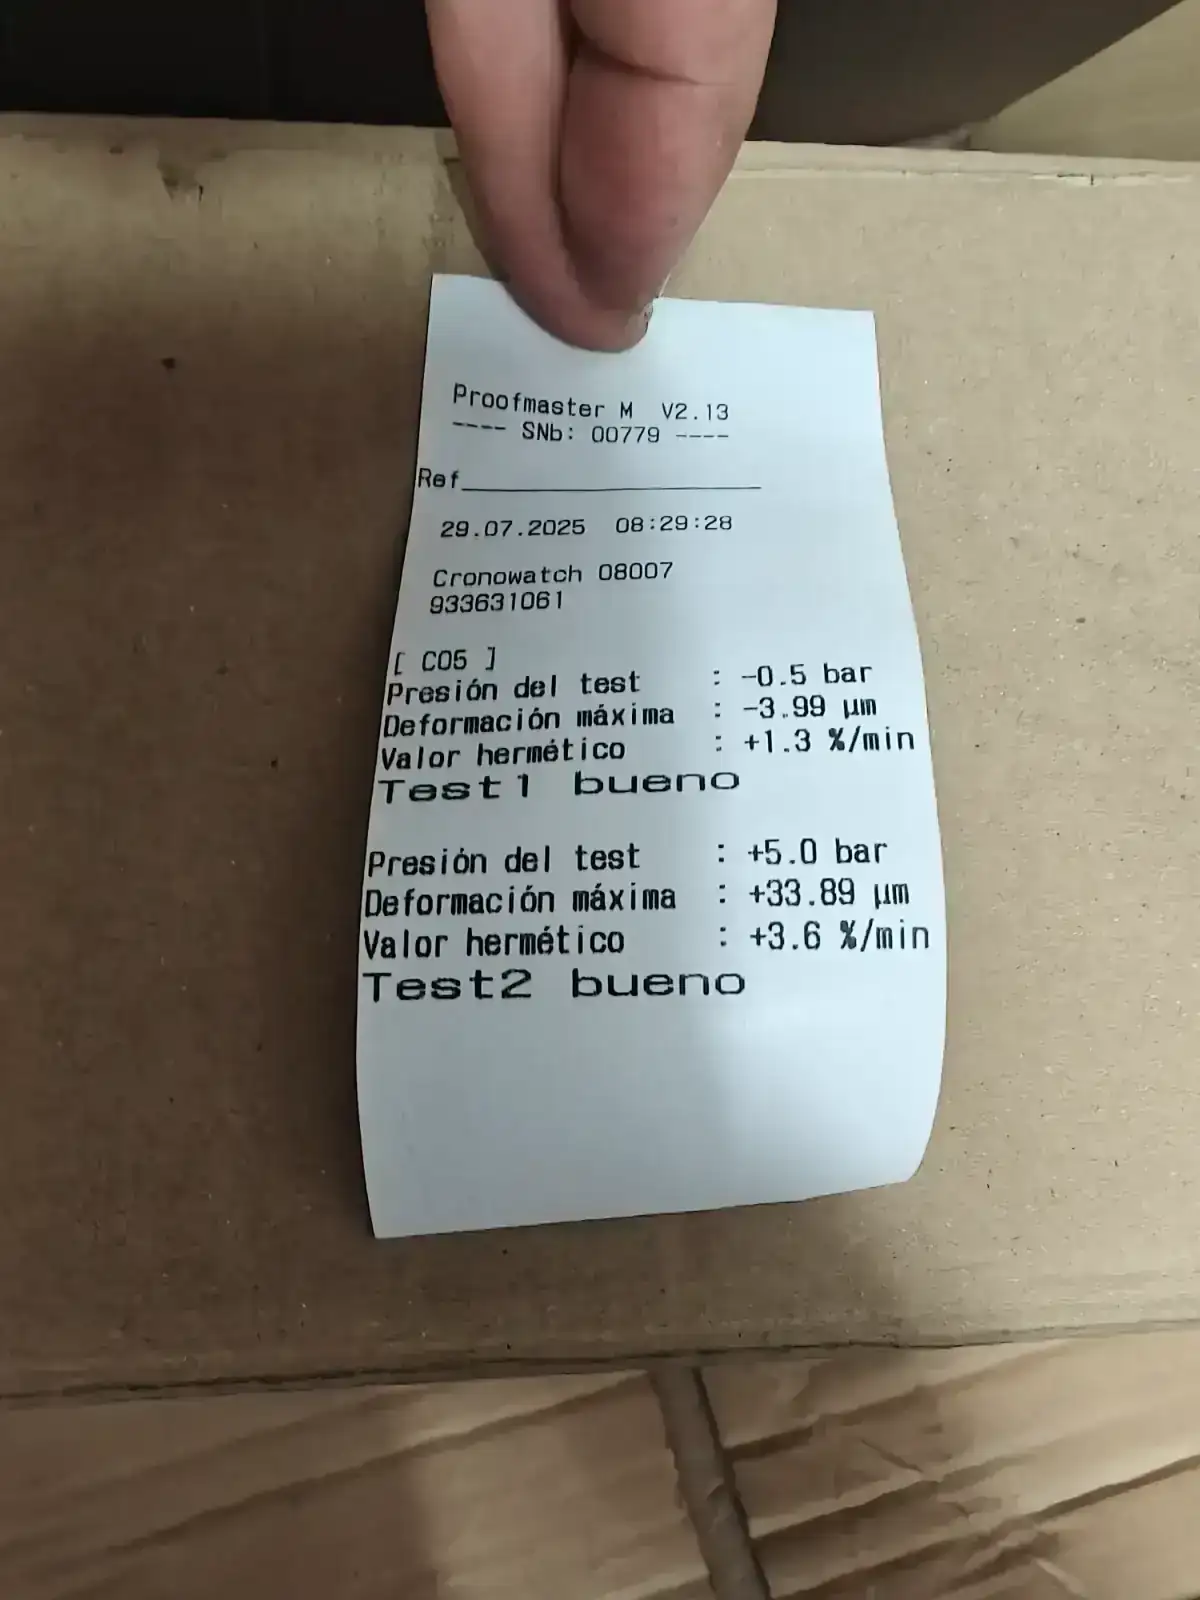 Proofmaster M V2.13
---- SNb: 00779 ----
Ref____________________
29.07.2025 08:29:28
Cronowatch 08007
933631061
[ C05 ]
Presión del test : -0.5 bar
Deformación máxima : -3.99 µm
Valor hermético : +1.3 %/min
Test1 bueno
Presión del test : +5.0 bar
Deformación máxima : +33.89 µm
Valor hermético : +3.6 %/min
Test2 bueno